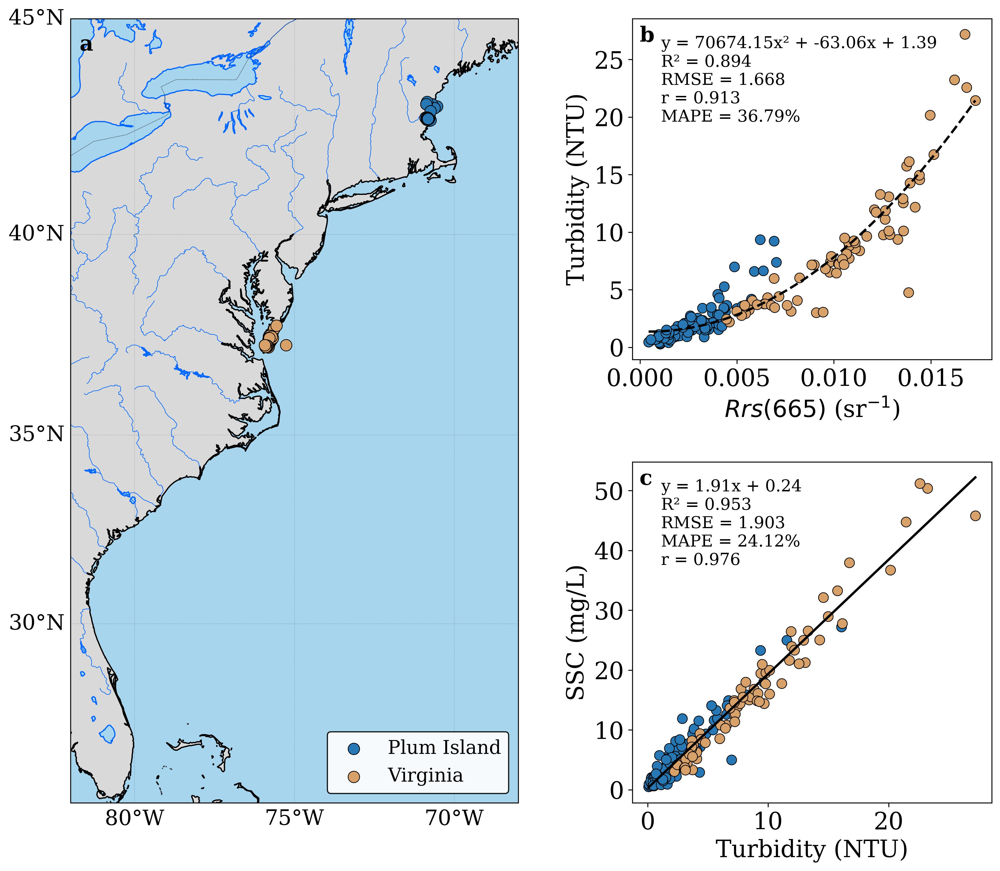 a
45°N
40°N
35°N
30°N
80°W
75°W
70°W
Plum Island
Virginia
b
y = 70674.15x² + -63.06x + 1.39
R² = 0.894
RMSE = 1.668
r = 0.913
MAPE = 36.79%
Turbidity (NTU)
25
20
15
10
5
0
0.000
0.005
0.010
0.015
Rrs(665) (sr⁻¹)
c
y = 1.91x + 0.24
R² = 0.953
RMSE = 1.903
MAPE = 24.12%
r = 0.976
SSC (mg/L)
50
40
30
20
10
0
0
10
20
Turbidity (NTU)